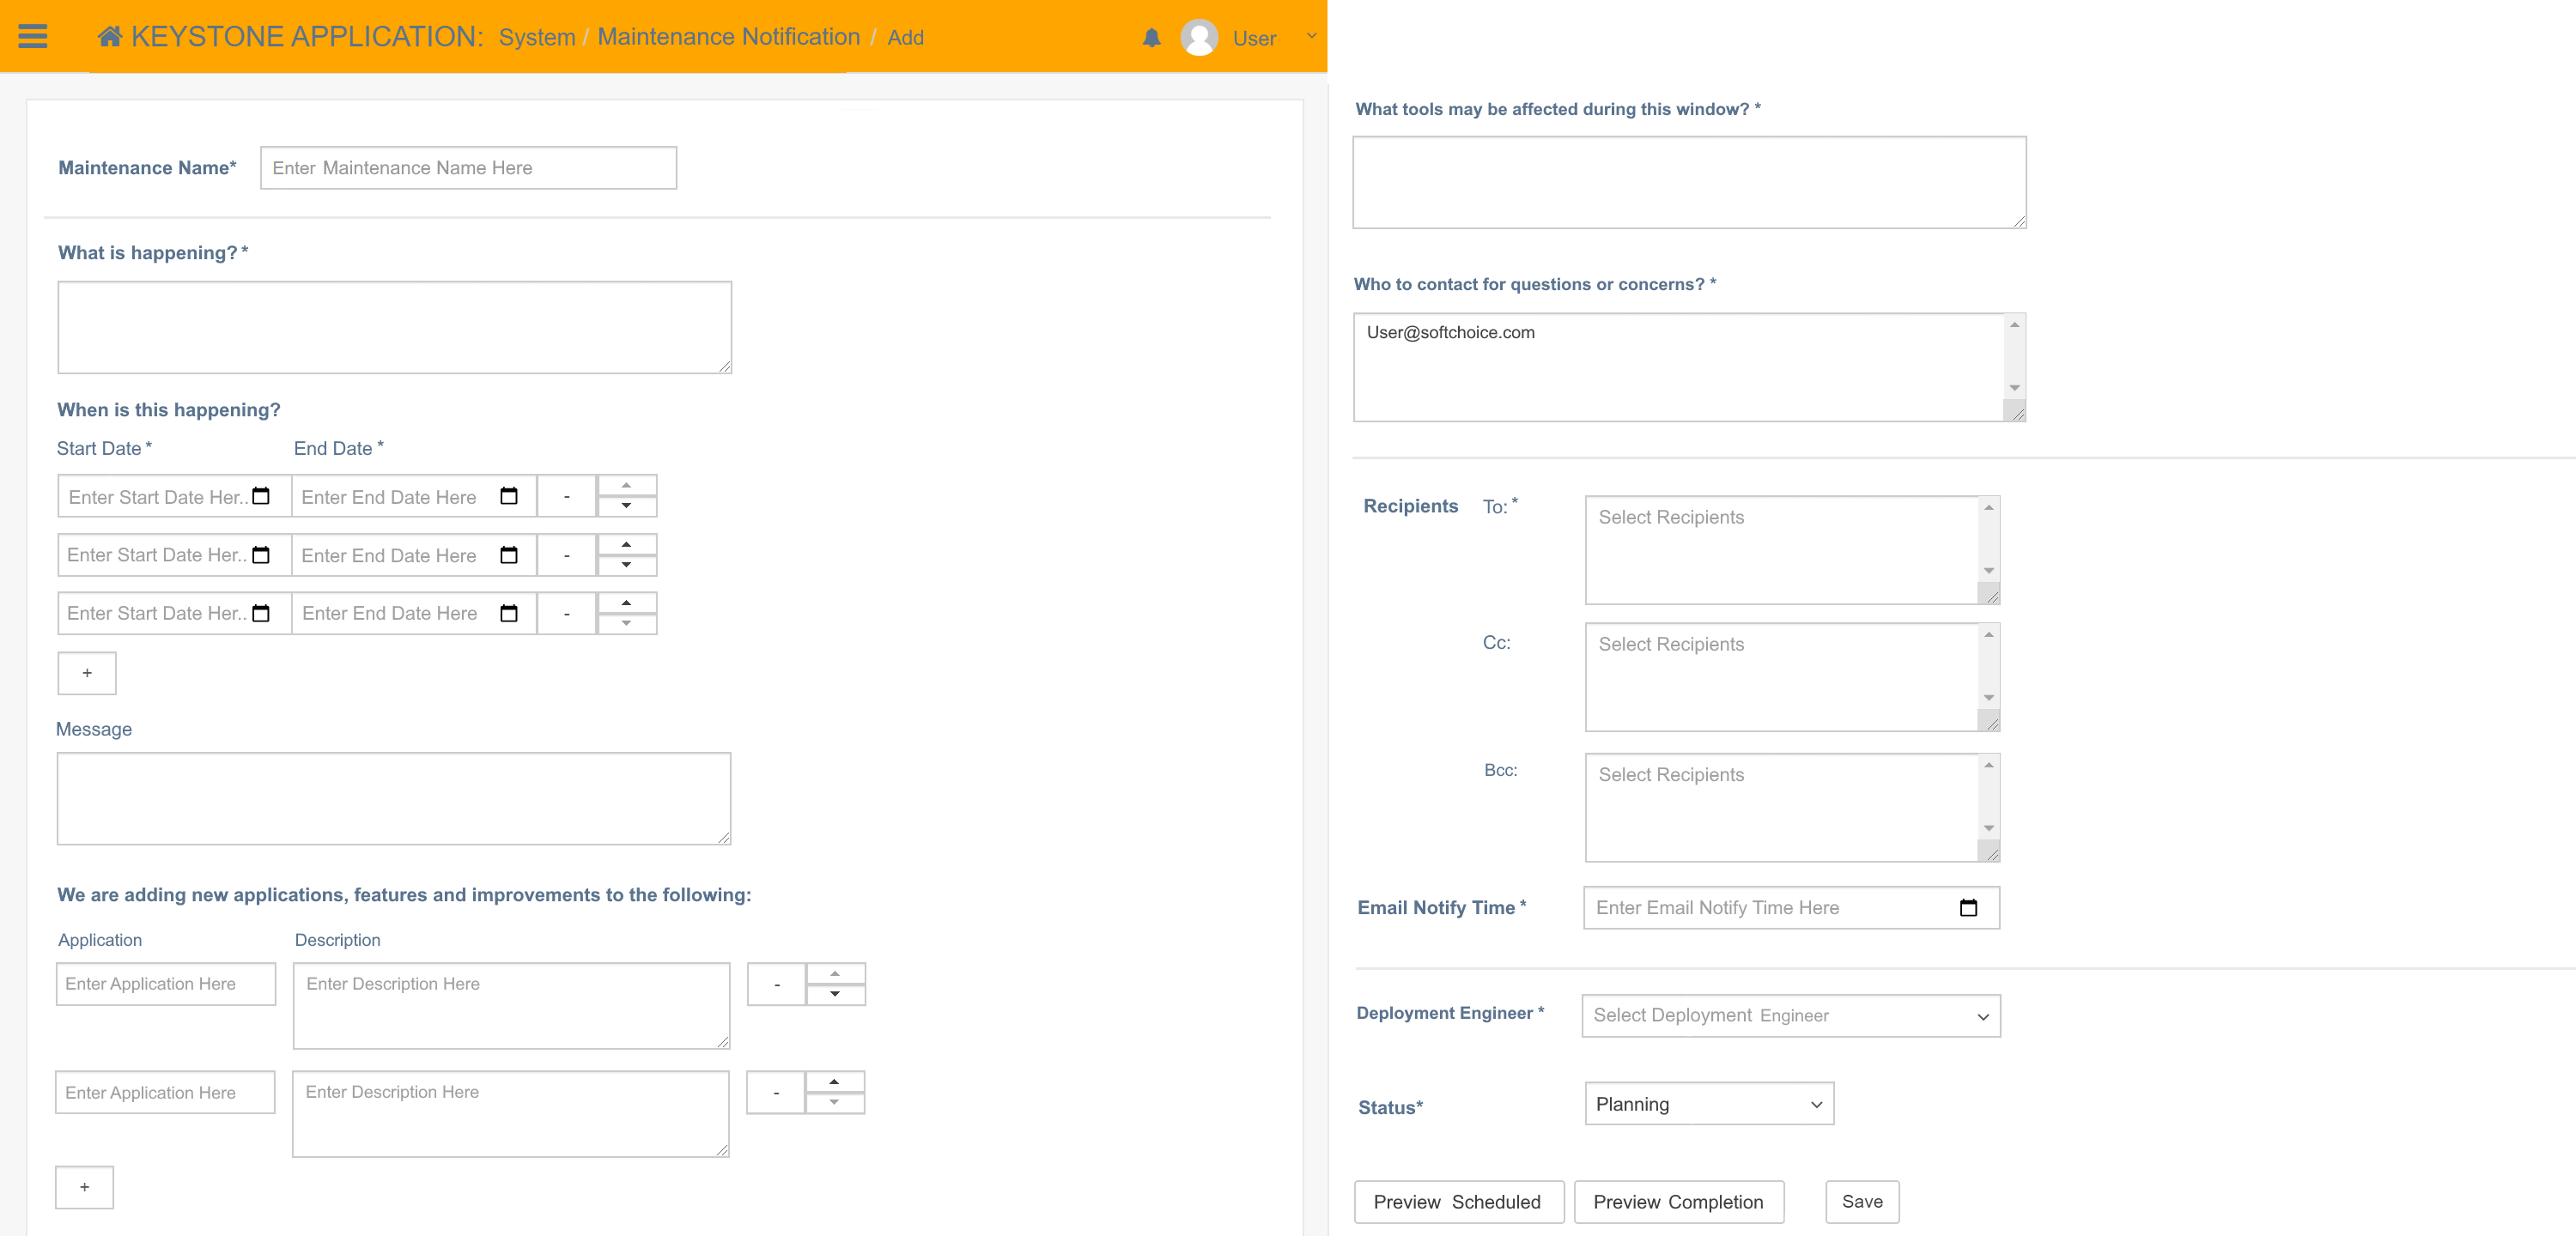 KEYSTONE APPLICATION: System / Maintenance Notification / Add
User
Maintenance Name*
Enter Maintenance Name Here
What is happening? *
When is this happening?
Start Date *
End Date *
Enter Start Date Her..
Enter End Date Here
-
Enter Start Date Her..
Enter End Date Here
-
Enter Start Date Her..
Enter End Date Here
-
+
Message
We are adding new applications, features and improvements to the following:
Application
Description
Enter Application Here
Enter Description Here
-
Enter Application Here
Enter Description Here
-
+
What tools may be affected during this window? *
Who to contact for questions or concerns? *
User@softchoice.com
Recipients
To: *
Select Recipients
Cc:
Select Recipients
Bcc:
Select Recipients
Email Notify Time *
Enter Email Notify Time Here
Deployment Engineer *
Select Deployment Engineer
Status*
Planning
Preview Scheduled
Preview Completion
Save